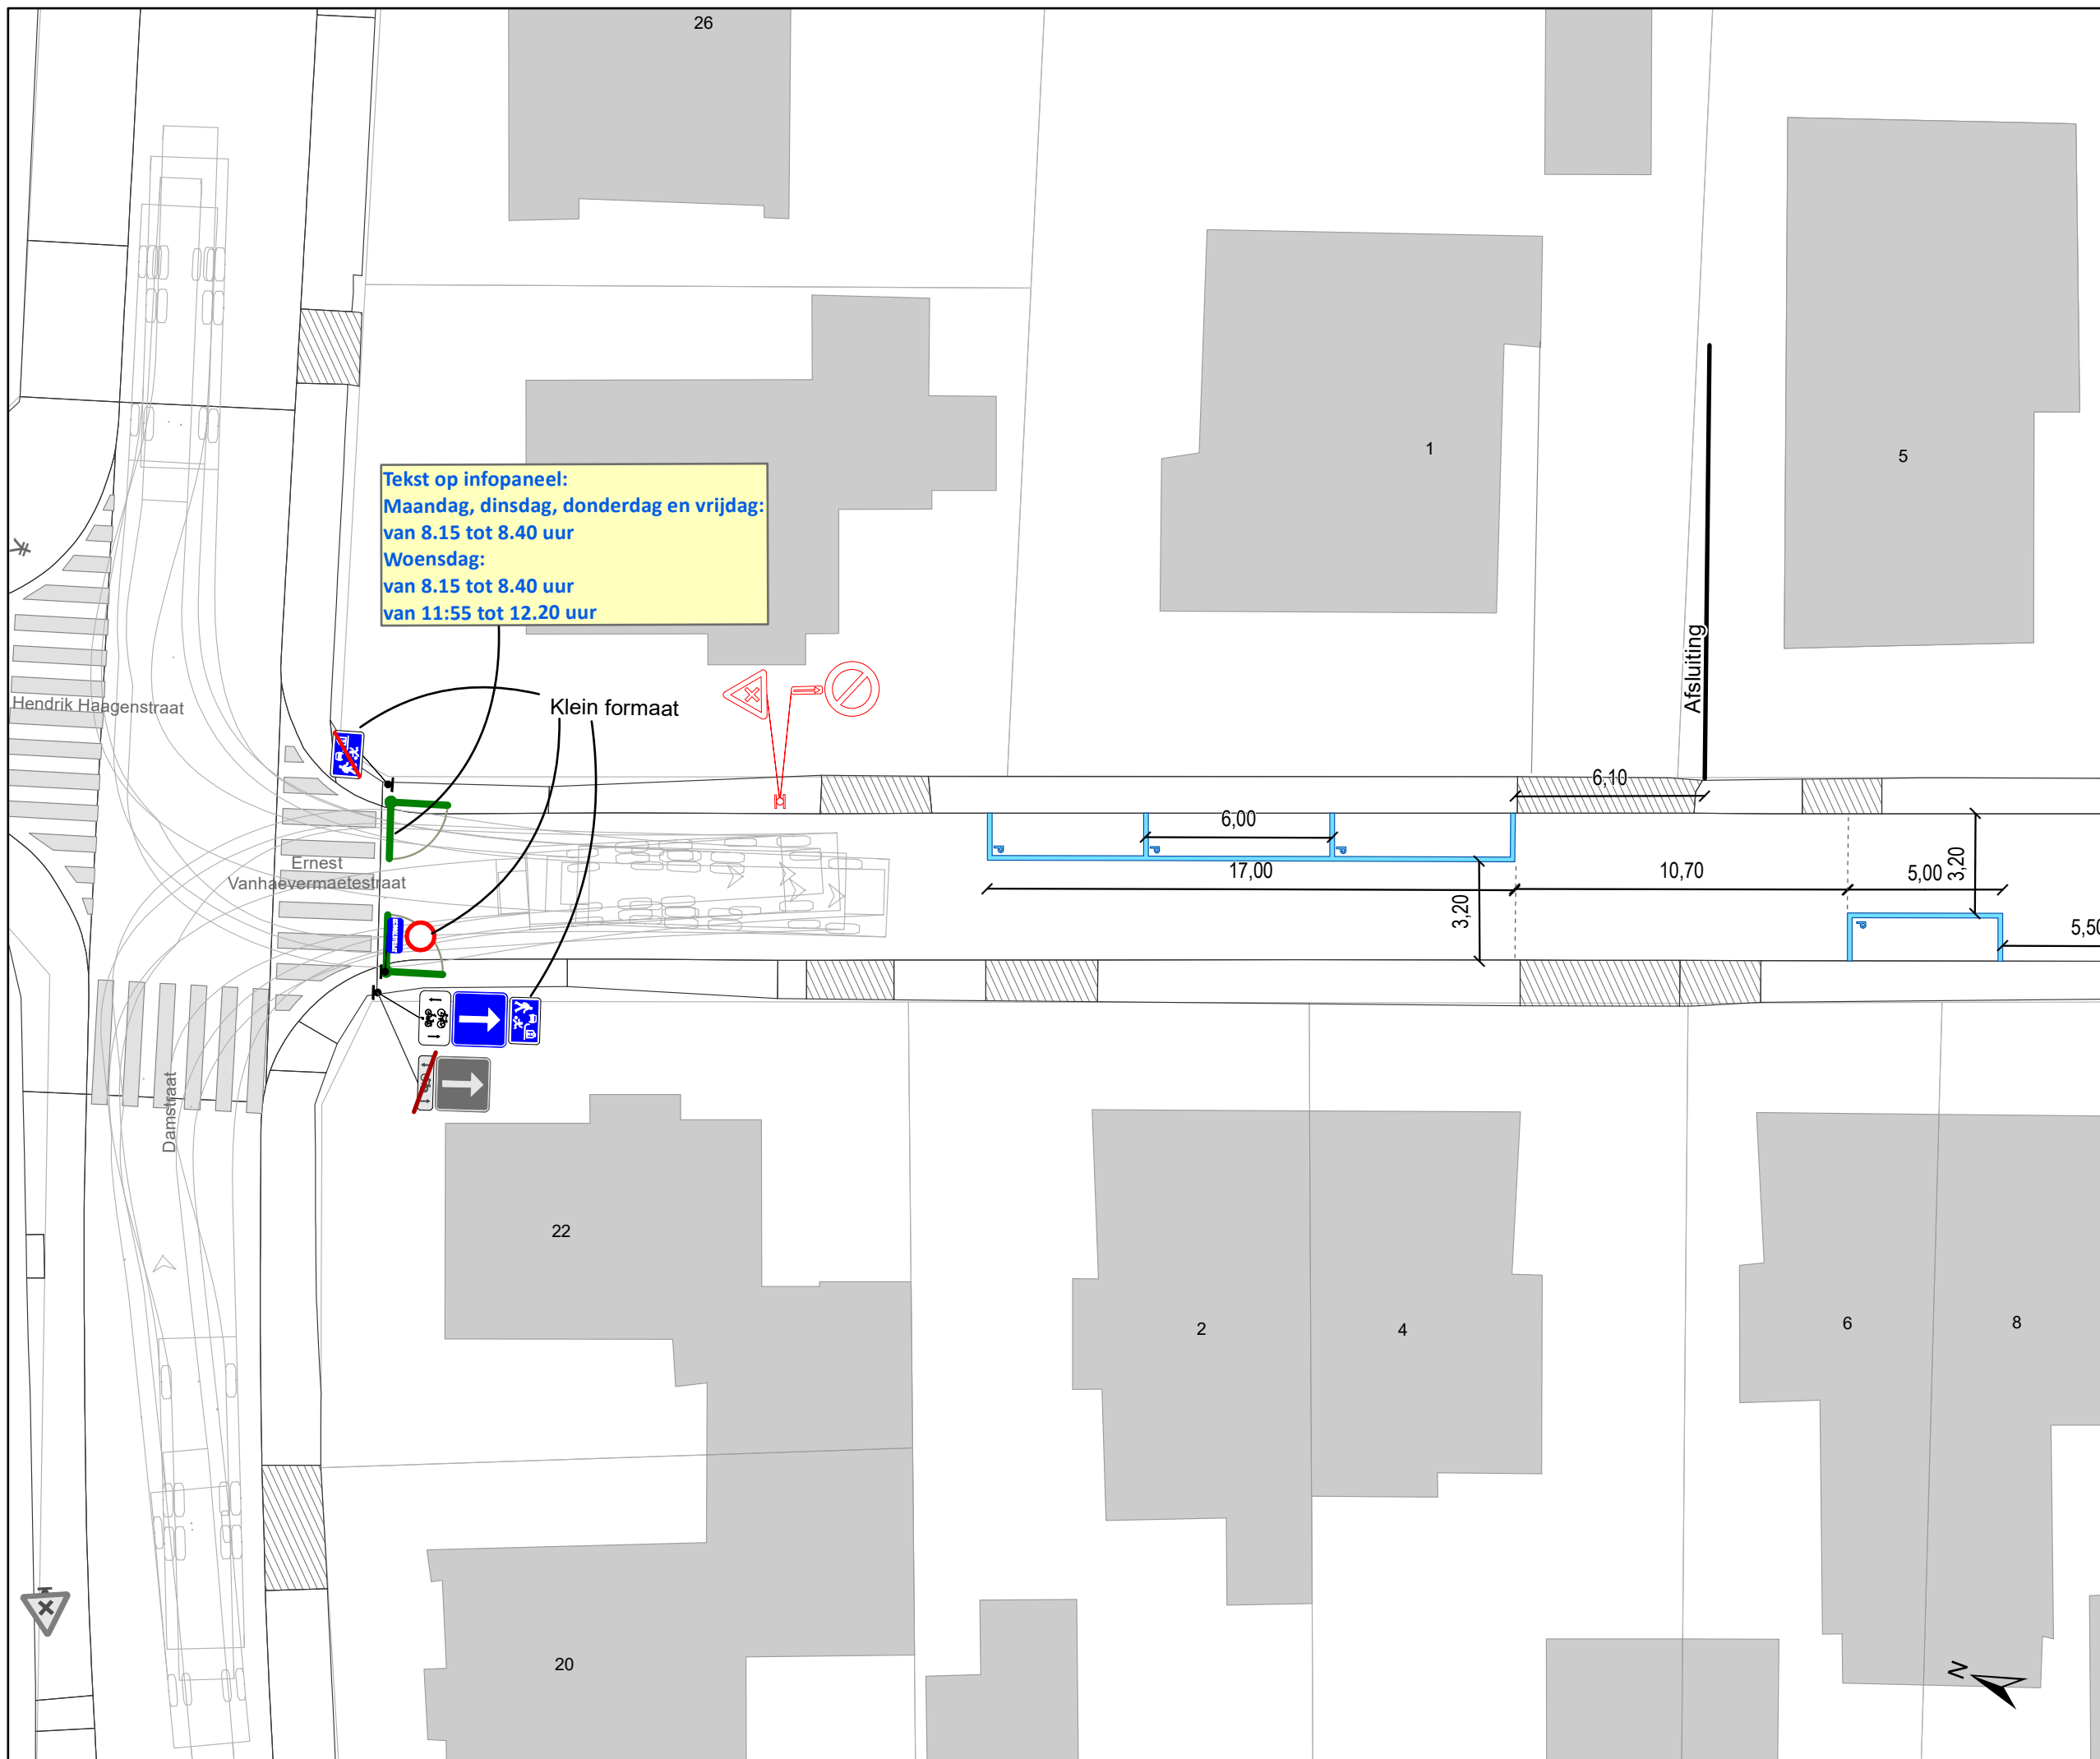 26
1
5
Tekst op infopaneel:
Maandag, dinsdag, donderdag en vrijdag:
van 8.15 tot 8.40 uur
Woensdag:
van 8.15 tot 8.40 uur
van 11:55 tot 12.20 uur
Klein formaat
Hendrik Haagenstraat
Afsluiting
6,10
6,00
P
P
P
17,00
10,70
5,00
3,20
3,20
P
5,50
Ernest
Vanhaevermaetestraat
Damstraat
22
2
4
6
8
20
N